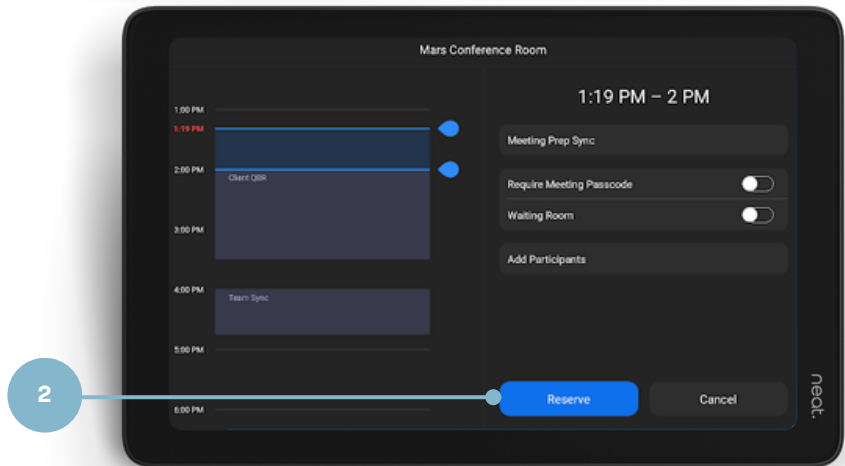 Mars Conference Room
1:00 PM
1:19 PM
2:00 PM
Client QBR
3:00 PM
4:00 PM
Team Sync
5:00 PM
6:00 PM
1:19 PM – 2 PM
Meeting Prep Sync
Require Meeting Passcode
Waiting Room
Add Participants
Reserve
Cancel
neat.
2